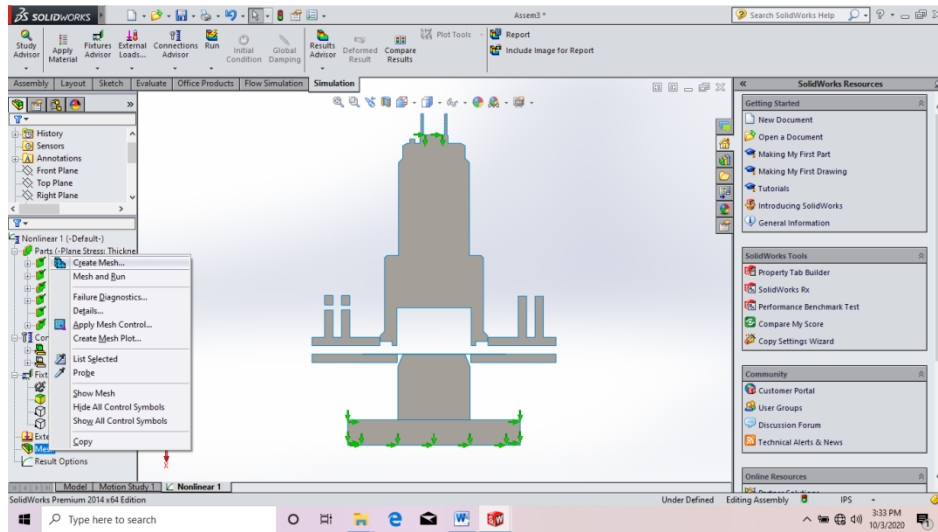 SOLIDWORKS
Assem3 *
Search SolidWorks Help
Study Advisor
Apply Material
Fixtures Advisor
External Loads...
Connections Advisor
Run
Initial Condition
Global Damping
Results Advisor
Deformed Result
Compare Results
Plot Tools
Report
Include Image for Report
Assembly
Layout
Sketch
Evaluate
Office Products
Flow Simulation
Simulation
SolidWorks Resources
History
Sensors
Annotations
Front Plane
Top Plane
Right Plane
Nonlinear 1 (-Default-)
Parts (-Plane Stress: Thickne
Create Mesh...
Mesh and Run
Failure Diagnostics...
Details...
Apply Mesh Control...
Create Mesh Plot...
List Selected
Probe
Show Mesh
Hide All Control Symbols
Show All Control Symbols
Copy
Con
Fixt
Exte
Mes
Result Options
Getting Started
New Document
Open a Document
Making My First Part
Making My First Drawing
Tutorials
Introducing SolidWorks
General Information
SolidWorks Tools
Property Tab Builder
SolidWorks Rx
Performance Benchmark Test
Compare My Score
Copy Settings Wizard
Community
Customer Portal
User Groups
Discussion Forum
Technical Alerts & News
Online Resources
Model
Motion Study 1
Nonlinear 1
SolidWorks Premium 2014 x64 Edition
Under Defined
Editing Assembly
IPS
Type here to search
3:33 PM
10/3/2020